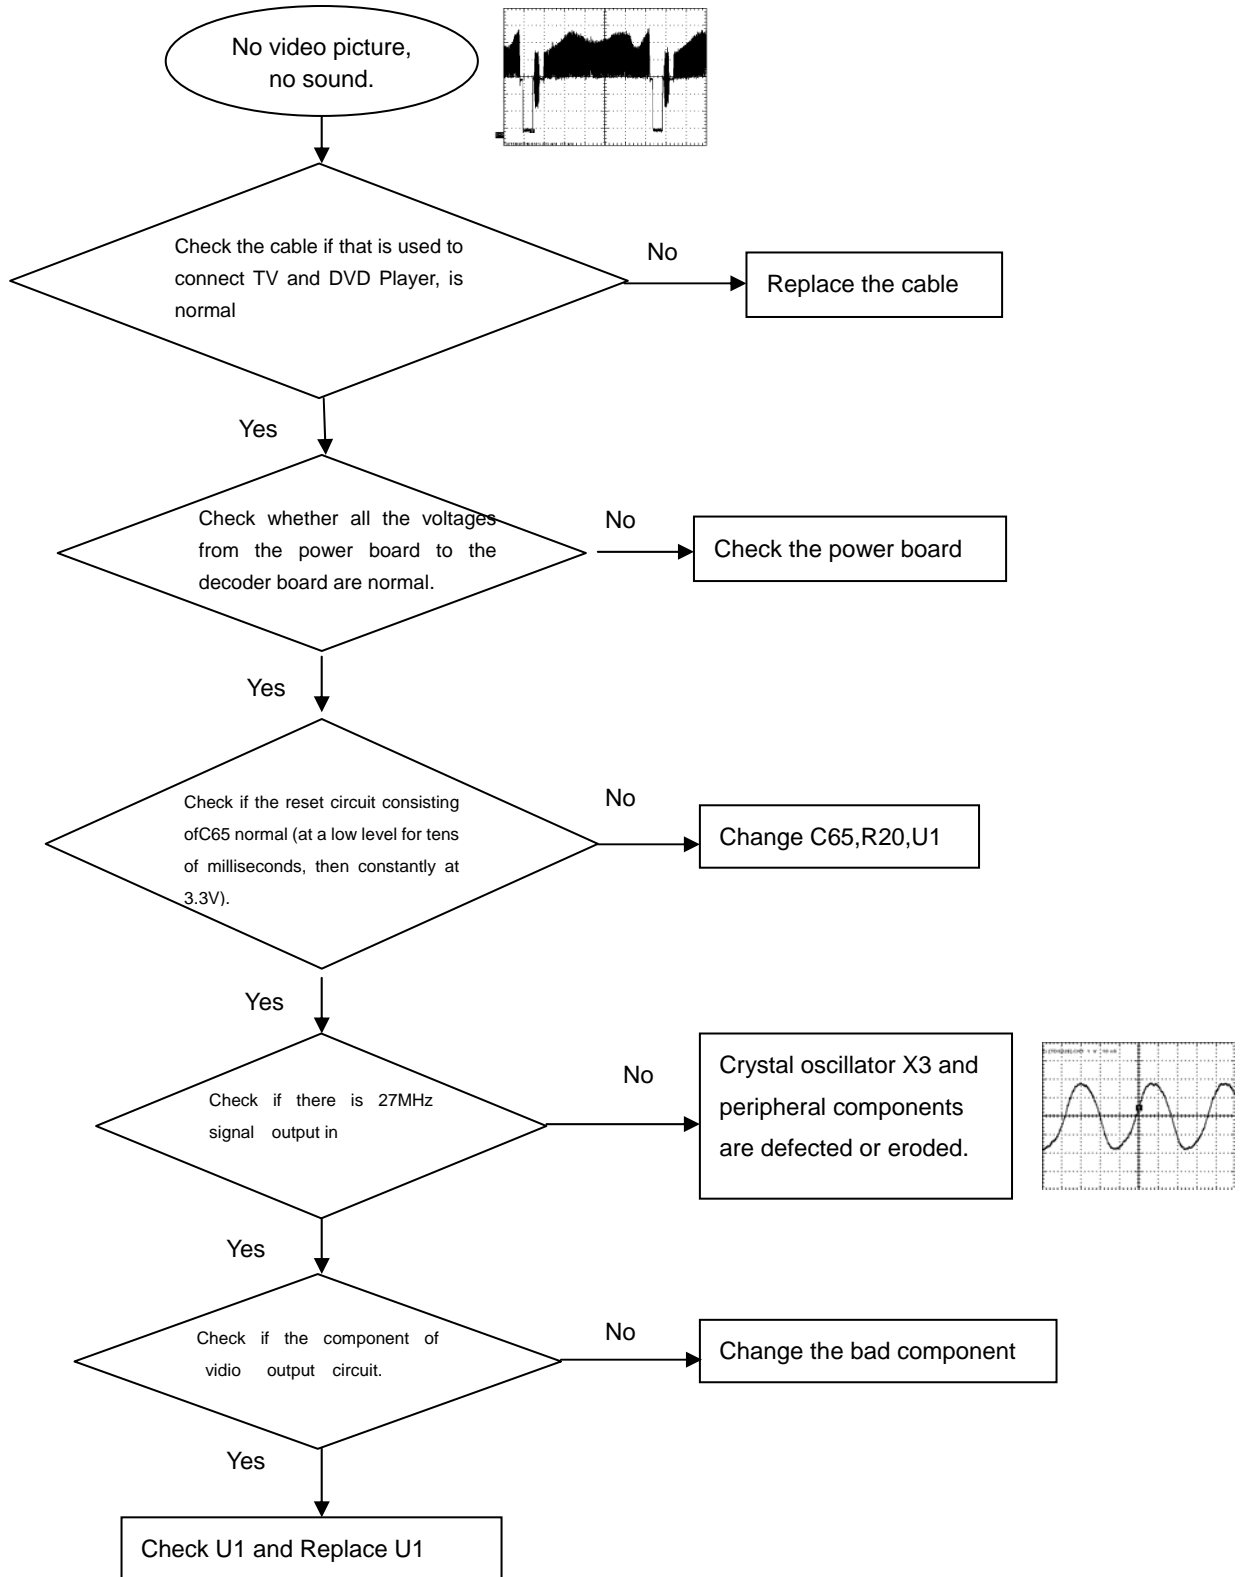 No video picture,
no sound.
Check the cable if that is used to
connect TV and DVD Player, is
normal
No
Replace the cable
Yes
Check whether all the voltages
from the power board to the
decoder board are normal.
No
Check the power board
Yes
Check if the reset circuit consisting
ofC65 normal (at a low level for tens
of milliseconds, then constantly at
3.3V).
No
Change C65,R20,U1
Yes
Check if there is 27MHz
signal output in
No
Crystal oscillator X3 and
peripheral components
are defected or eroded.
Yes
Check if the component of
vidio output circuit.
No
Change the bad component
Yes
Check U1 and Replace U1